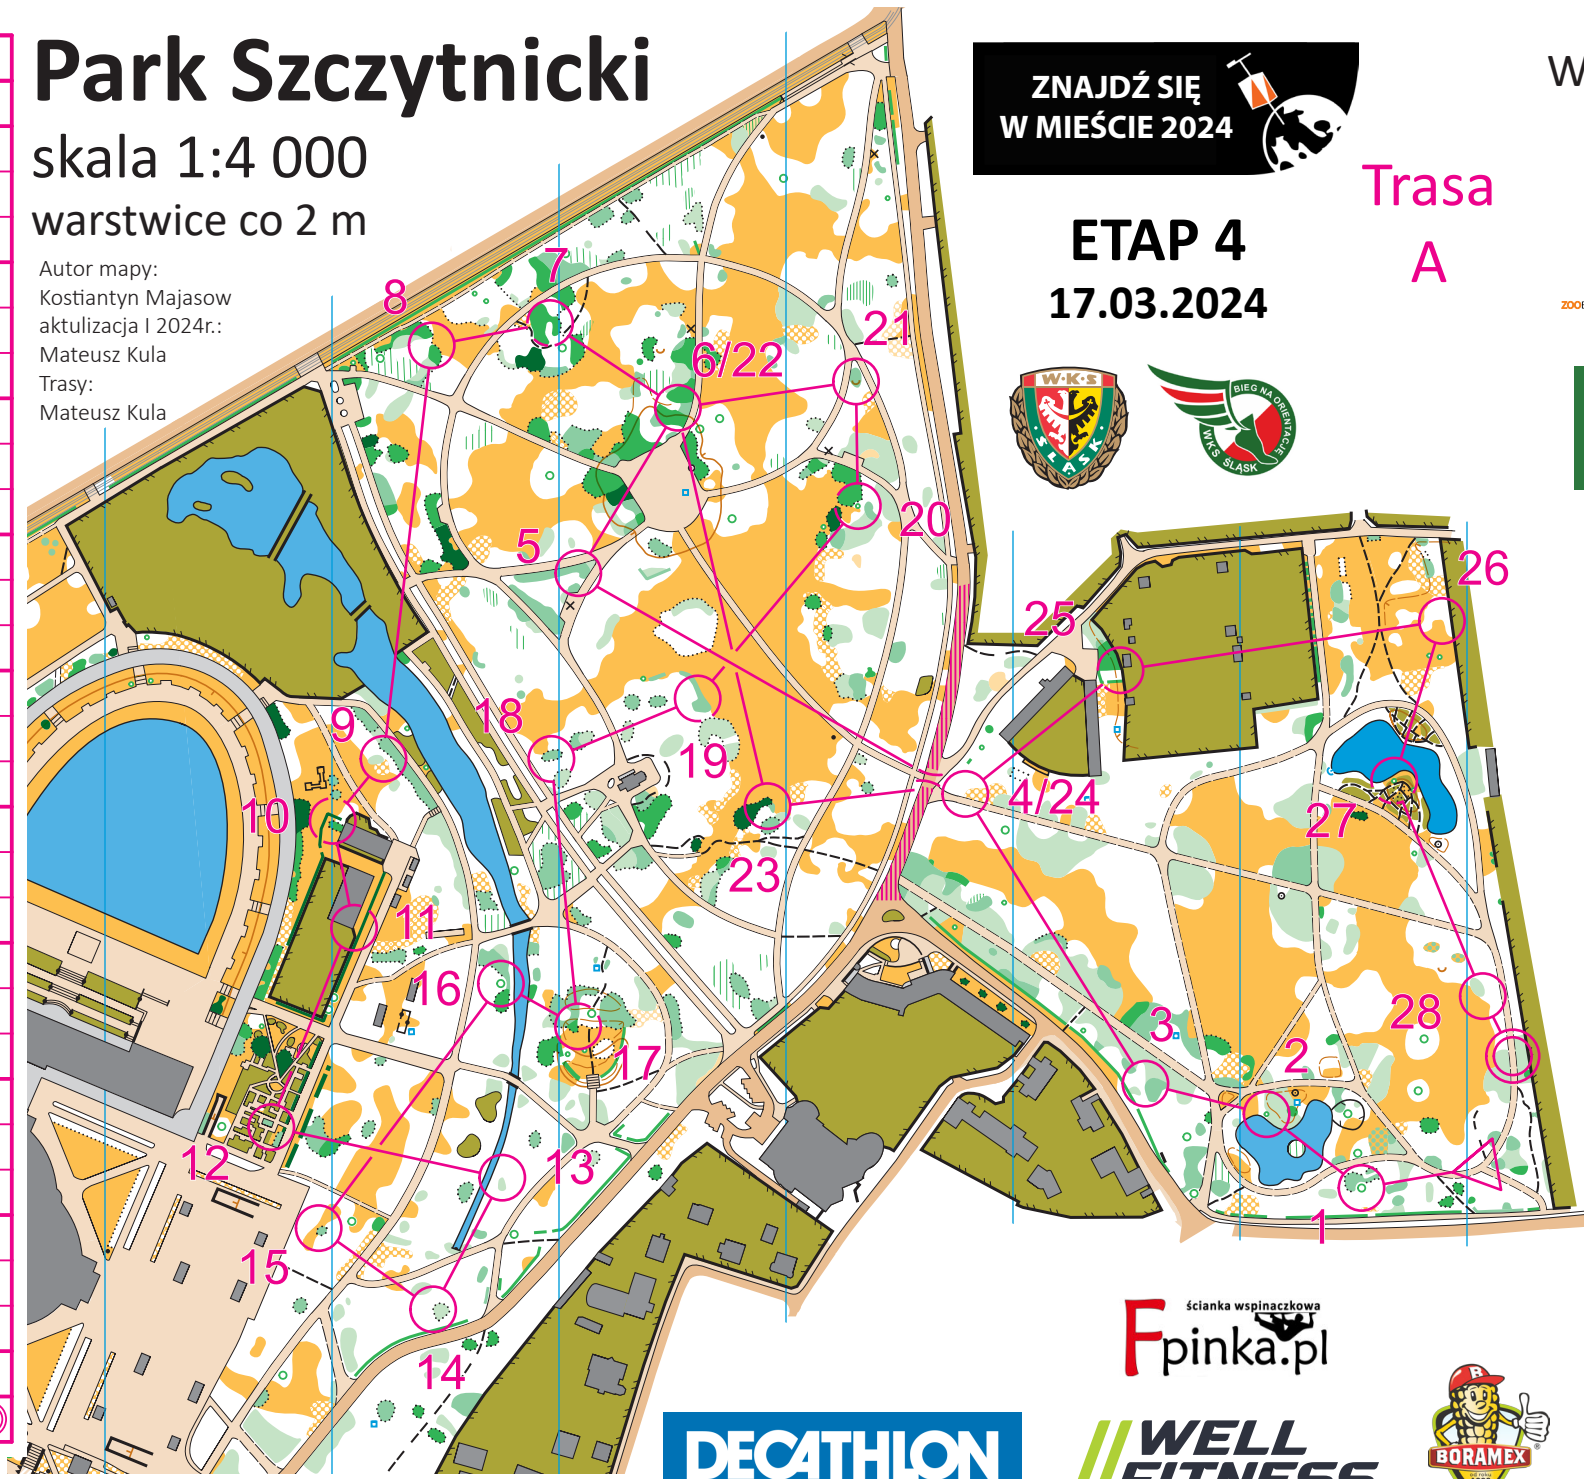 Park Szczytnicki
skala 1:4 000
warstwice co 2 m
Autor mapy:
Kostiantyn Majasow
aktulizacja I 2024r.:
Mateusz Kula
Trasy:
Mateusz Kula
ZNAJDŹ SIĘ
W MIEŚCIE 2024
ETAP 4
17.03.2024
Trasa
A
W
W·K·S
ŚLĄSK
BIEG NA ORIENTACJĘ
WKS ŚLĄSK
7
8
21
6/22
5
20
26
25
18
9
19
10
4/24
27
23
11
16
28
3
2
17
12
13
1
15
14
ścianka wspinaczkowa
Fpinka.pl
DECATHLON
WELL
FITNESS
BORAMEX